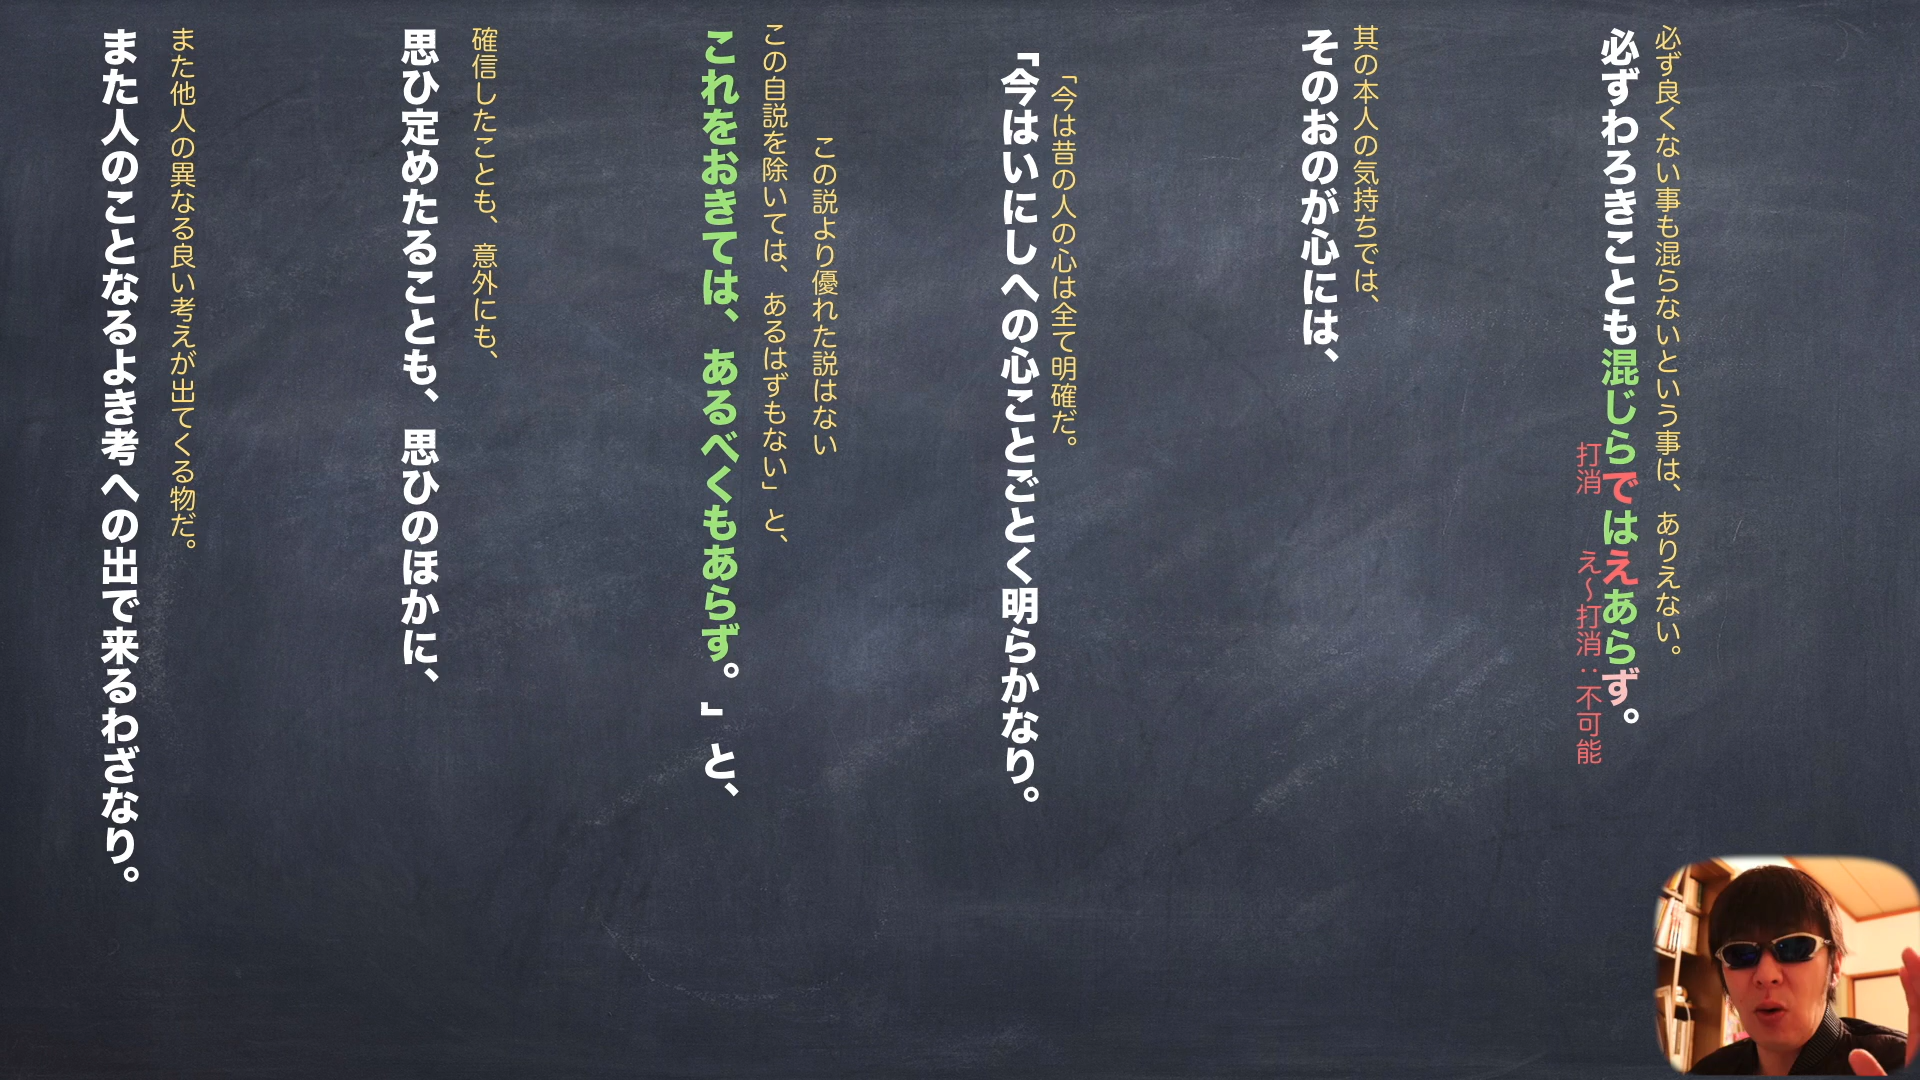 必ず良くない事も混らないという事は、ありえない。
必ずわろきことも混じらではえあらず。
打消　え〜打消：不可能
其の本人の気持ちでは、
そのおのが心には、
「今は昔の人の心は全て明確だ。
「今はいにしへの心ことごとく明らかなり。
この説より優れた説はない
この自説を除いては、あるはずもない」と、
これをおきては、あるべくもあらず。」と、
確信したことも、意外にも、
思ひ定めたることも、思ひのほかに、
また他人の異なる良い考えが出てくる物だ。
また人のことなるよき考への出で来るわざなり。